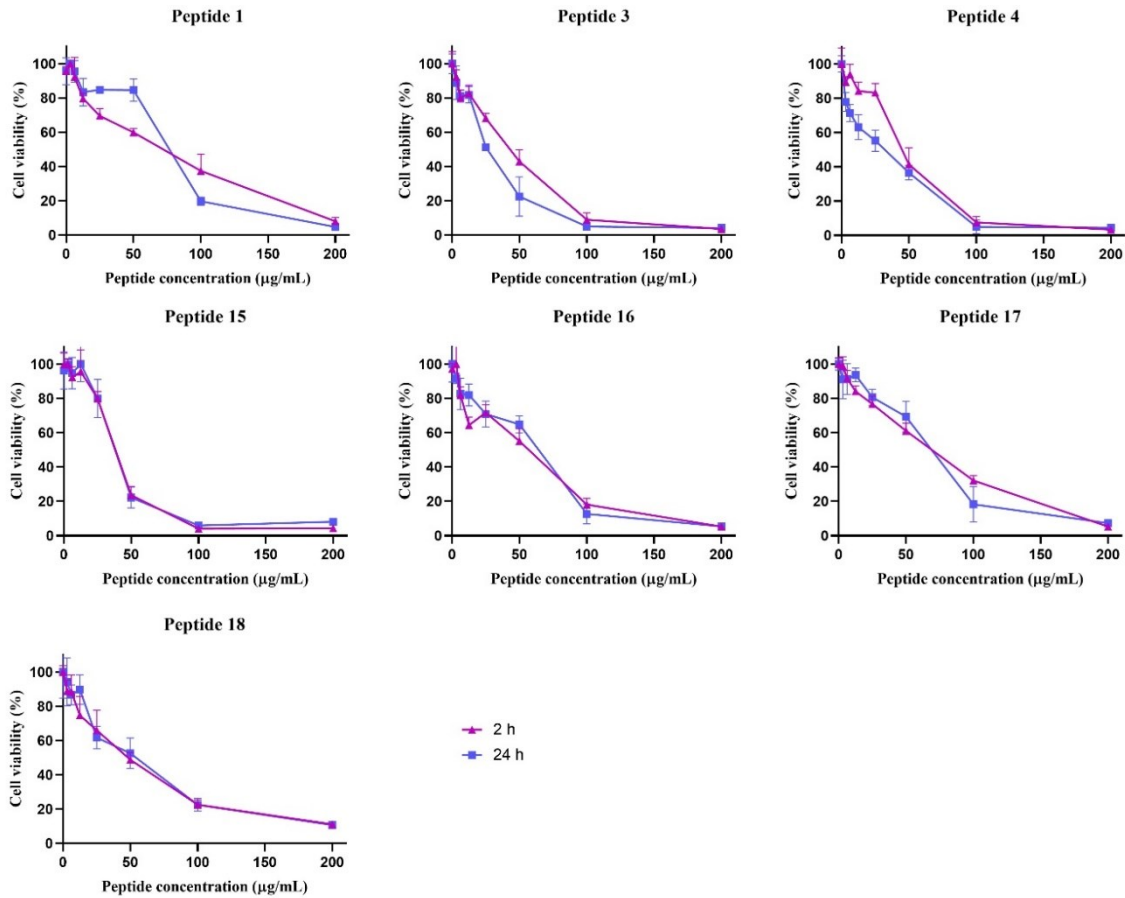 Peptide 1
Peptide 3
Peptide 4
Cell viability (%)
100
80
60
40
20
0
0 50 100 150 200
Peptide concentration (µg/mL)
Cell viability (%)
100
80
60
40
20
0
0 50 100 150 200
Peptide concentration (µg/mL)
Cell viability (%)
100
80
60
40
20
0
0 50 100 150 200
Peptide concentration (µg/mL)
Peptide 15
Peptide 16
Peptide 17
Cell viability (%)
100
80
60
40
20
0
0 50 100 150 200
Peptide concentration (µg/mL)
Cell viability (%)
100
80
60
40
20
0
0 50 100 150 200
Peptide concentration (µg/mL)
Cell viability (%)
100
80
60
40
20
0
0 50 100 150 200
Peptide concentration (µg/mL)
Peptide 18
Cell viability (%)
100
80
60
40
20
0
0 50 100 150 200
Peptide concentration (µg/mL)
2 h
24 h